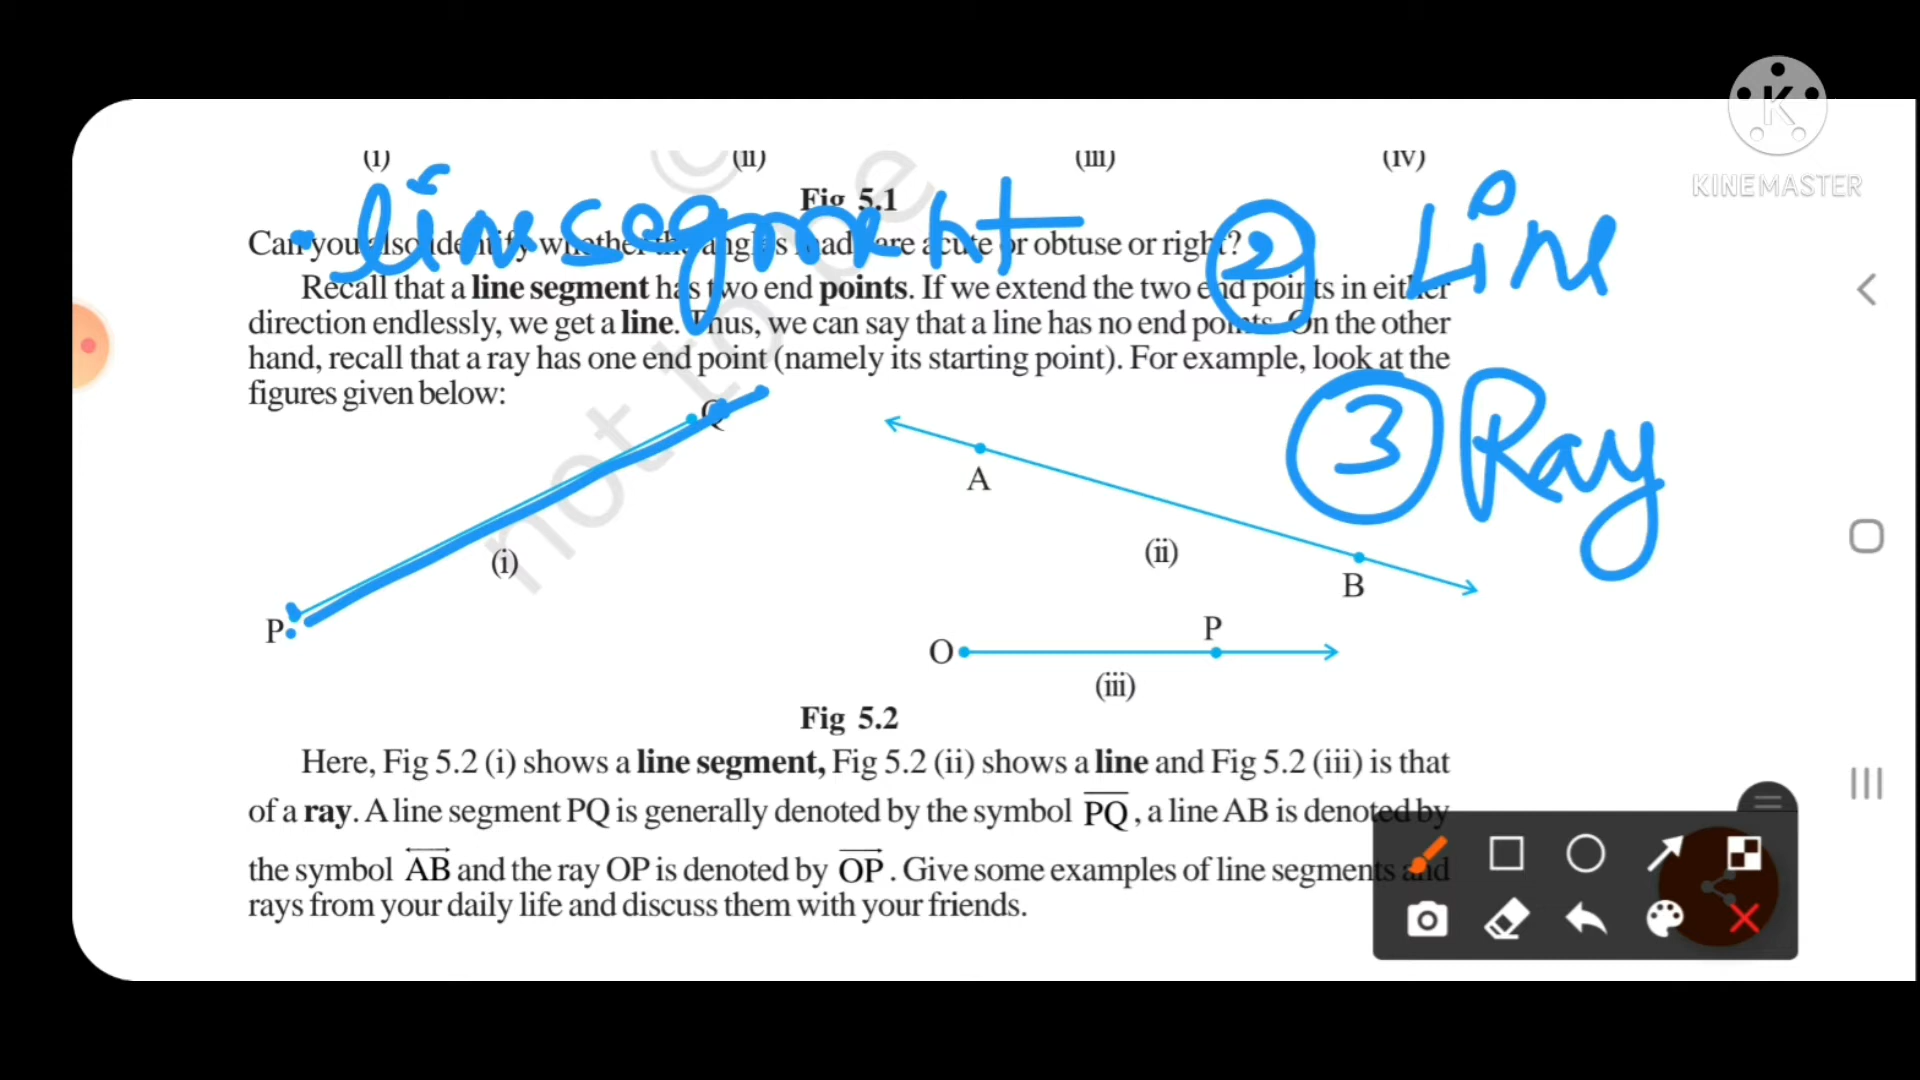 (i) (ii) (iii) (iv)
KINEMASTER
Fig 5.1
line segment ② Line
Can you also identify whether the angles made are acute or obtuse or right?
Recall that a line segment has two end points. If we extend the two end points in either
direction endlessly, we get a line. Thus, we can say that a line has no end points. On the other
hand, recall that a ray has one end point (namely its starting point). For example, look at the
figures given below:
③ Ray
Q
A
(i)
(ii)
B
P
P
O
(iii)
Fig 5.2
Here, Fig 5.2 (i) shows a line segment, Fig 5.2 (ii) shows a line and Fig 5.2 (iii) is that
of a ray. A line segment PQ is generally denoted by the symbol P̅Q̅, a line AB is denoted by
the symbol AB and the ray OP is denoted by OP. Give some examples of line segments and
rays from your daily life and discuss them with your friends.
not to be
©
K